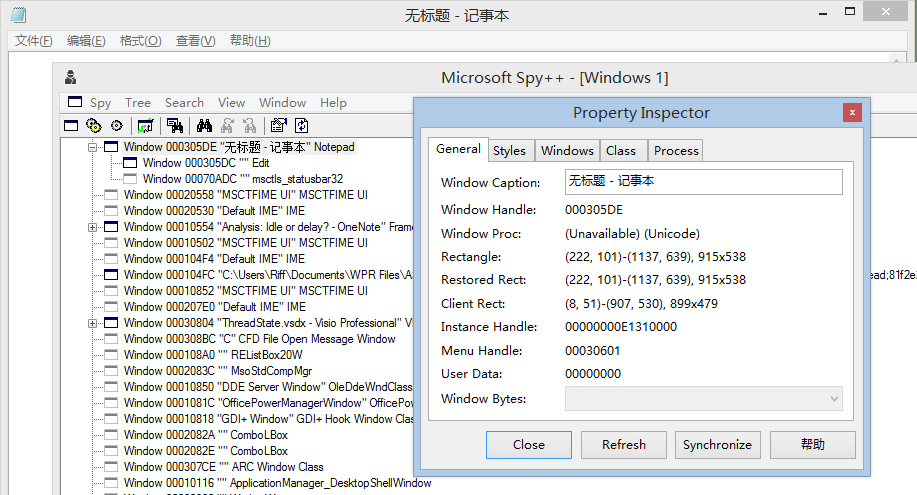 无标题 - 记事本
文件(F) 编辑(E) 格式(O) 查看(V) 帮助(H)
Microsoft Spy++ - [Windows 1]
Spy Tree Search View Window Help
Window 000305DE "无标题 - 记事本" Notepad
Window 000305DC "" Edit
Window 00070ADC "" msctls_statusbar32
Window 00020558 "MSCTFIME UI" MSCTFIME UI
Window 00020530 "Default IME" IME
Window 00010554 "Analysis: Idle or delay? - OneNote" Frame
Window 00010502 "MSCTFIME UI" MSCTFIME UI
Window 000104F4 "Default IME" IME
Window 000104FC "C:\Users\Riff\Documents\WPR Files\A
ead;81f2e
Window 00010852 "MSCTFIME UI" MSCTFIME UI
Window 000207E0 "Default IME" IME
Window 00030804 "ThreadState.vsdx - Visio Professional" V
Window 000308BC "C" CFD File Open Message Window
Window 000108A0 "" REListBox20W
Window 0002083C "" MsoStdCompMgr
Window 00010850 "DDE Server Window" OleDdeWndClass
Window 0001081C "OfficePowerManagerWindow" OfficePow
Window 00010818 "GDI+ Window" GDI+ Hook Window Clas
Window 0002082A "" ComboLBox
Window 0002082E "" ComboLBox
Window 000307CE "" ARC Window Class
Window 00010116 "" ApplicationManager_DesktopShellWindow
Property Inspector
General Styles Windows Class Process
Window Caption: 无标题 - 记事本
Window Handle: 000305DE
Window Proc: (Unavailable) (Unicode)
Rectangle: (222, 101)-(1137, 639), 915x538
Restored Rect: (222, 101)-(1137, 639), 915x538
Client Rect: (8, 51)-(907, 530), 899x479
Instance Handle: 00000000E1310000
Menu Handle: 00030601
User Data: 00000000
Window Bytes:
Close Refresh Synchronize 帮助